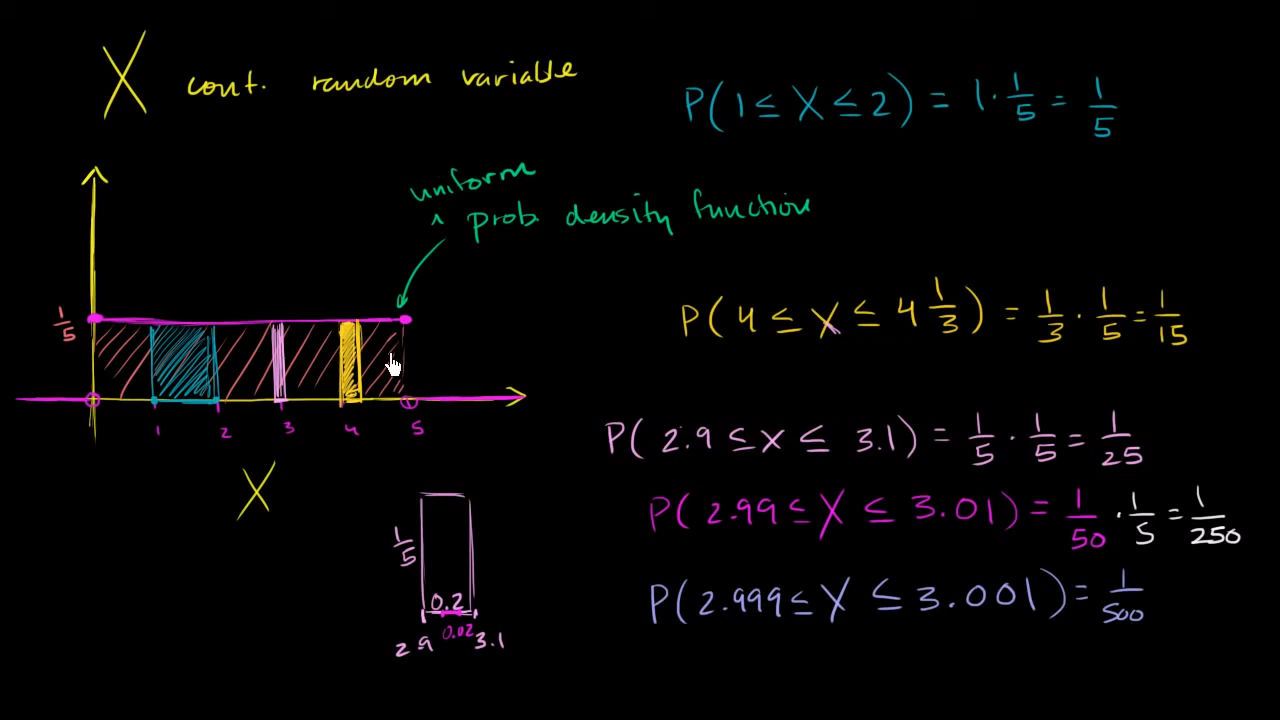 X cont. random variable
P(1 ≤ X ≤ 2) = 1 · 1/5 = 1/5
uniform
^ prob. density function
1/5
P(4 ≤ x ≤ 4 1/3) = 1/3 · 1/5 = 1/15
1 2 3 4 5
P(2.9 ≤ x ≤ 3.1) = 1/5 · 1/5 = 1/25
X
P(2.99 ≤ X ≤ 3.01) = 1/50 · 1/5 = 1/250
1/5
P(2.999 ≤ X ≤ 3.001) = 1/500
0.2
2.9 0.02 3.1